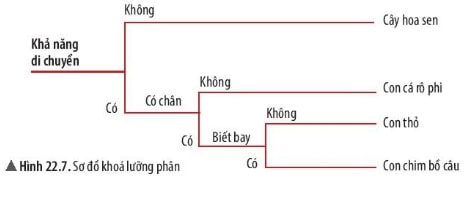 Không
Cây hoa sen
Khả năng
di chuyển
Không
Có
Có chân
Con cá rô phi
Không
Có
Biết bay
Con thỏ
Có
Con chim bồ câu
▲ Hình 22.7. Sơ đồ khoá lưỡng phân